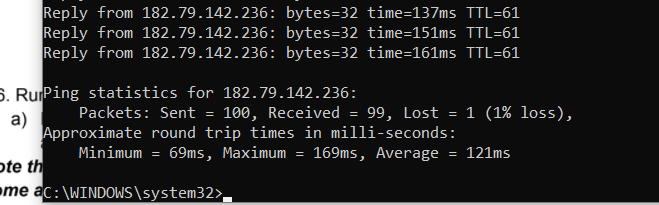 Reply from 182.79.142.236: bytes=32 time=137ms TTL=61
Reply from 182.79.142.236: bytes=32 time=151ms TTL=61
Reply from 182.79.142.236: bytes=32 time=161ms TTL=61
Ping statistics for 182.79.142.236:
Packets: Sent = 100, Received = 99, Lost = 1 (1% loss),
Approximate round trip times in milli-seconds:
Minimum = 69ms, Maximum = 169ms, Average = 121ms
C:\WINDOWS\system32>
6. Run
a)
ote th
ome a